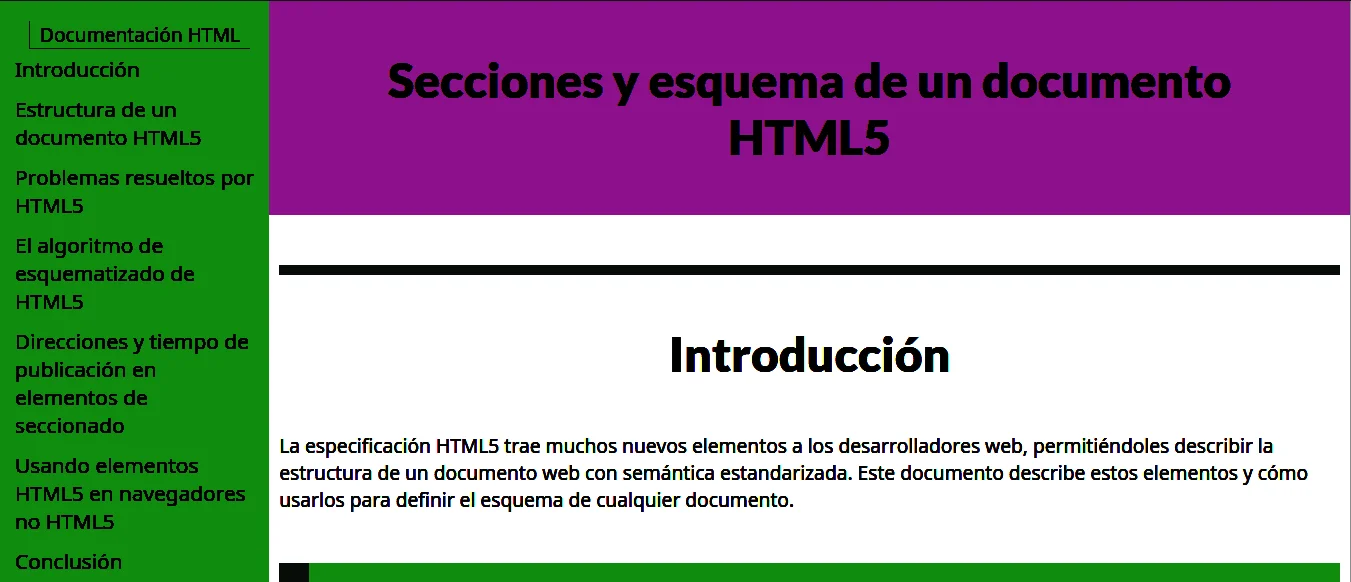 Documentación HTML
Introducción
Estructura de un
documento HTML5
Problemas resueltos por
HTML5
El algoritmo de
esquematizado de
HTML5
Direcciones y tiempo de
publicación en
elementos de
seccionado
Usando elementos
HTML5 en navegadores
no HTML5
Conclusión
Secciones y esquema de un documento
HTML5
Introducción
La especificación HTML5 trae muchos nuevos elementos a los desarrolladores web, permitiéndoles describir la
estructura de un documento web con semántica estandarizada. Este documento describe estos elementos y cómo
usarlos para definir el esquema de cualquier documento.